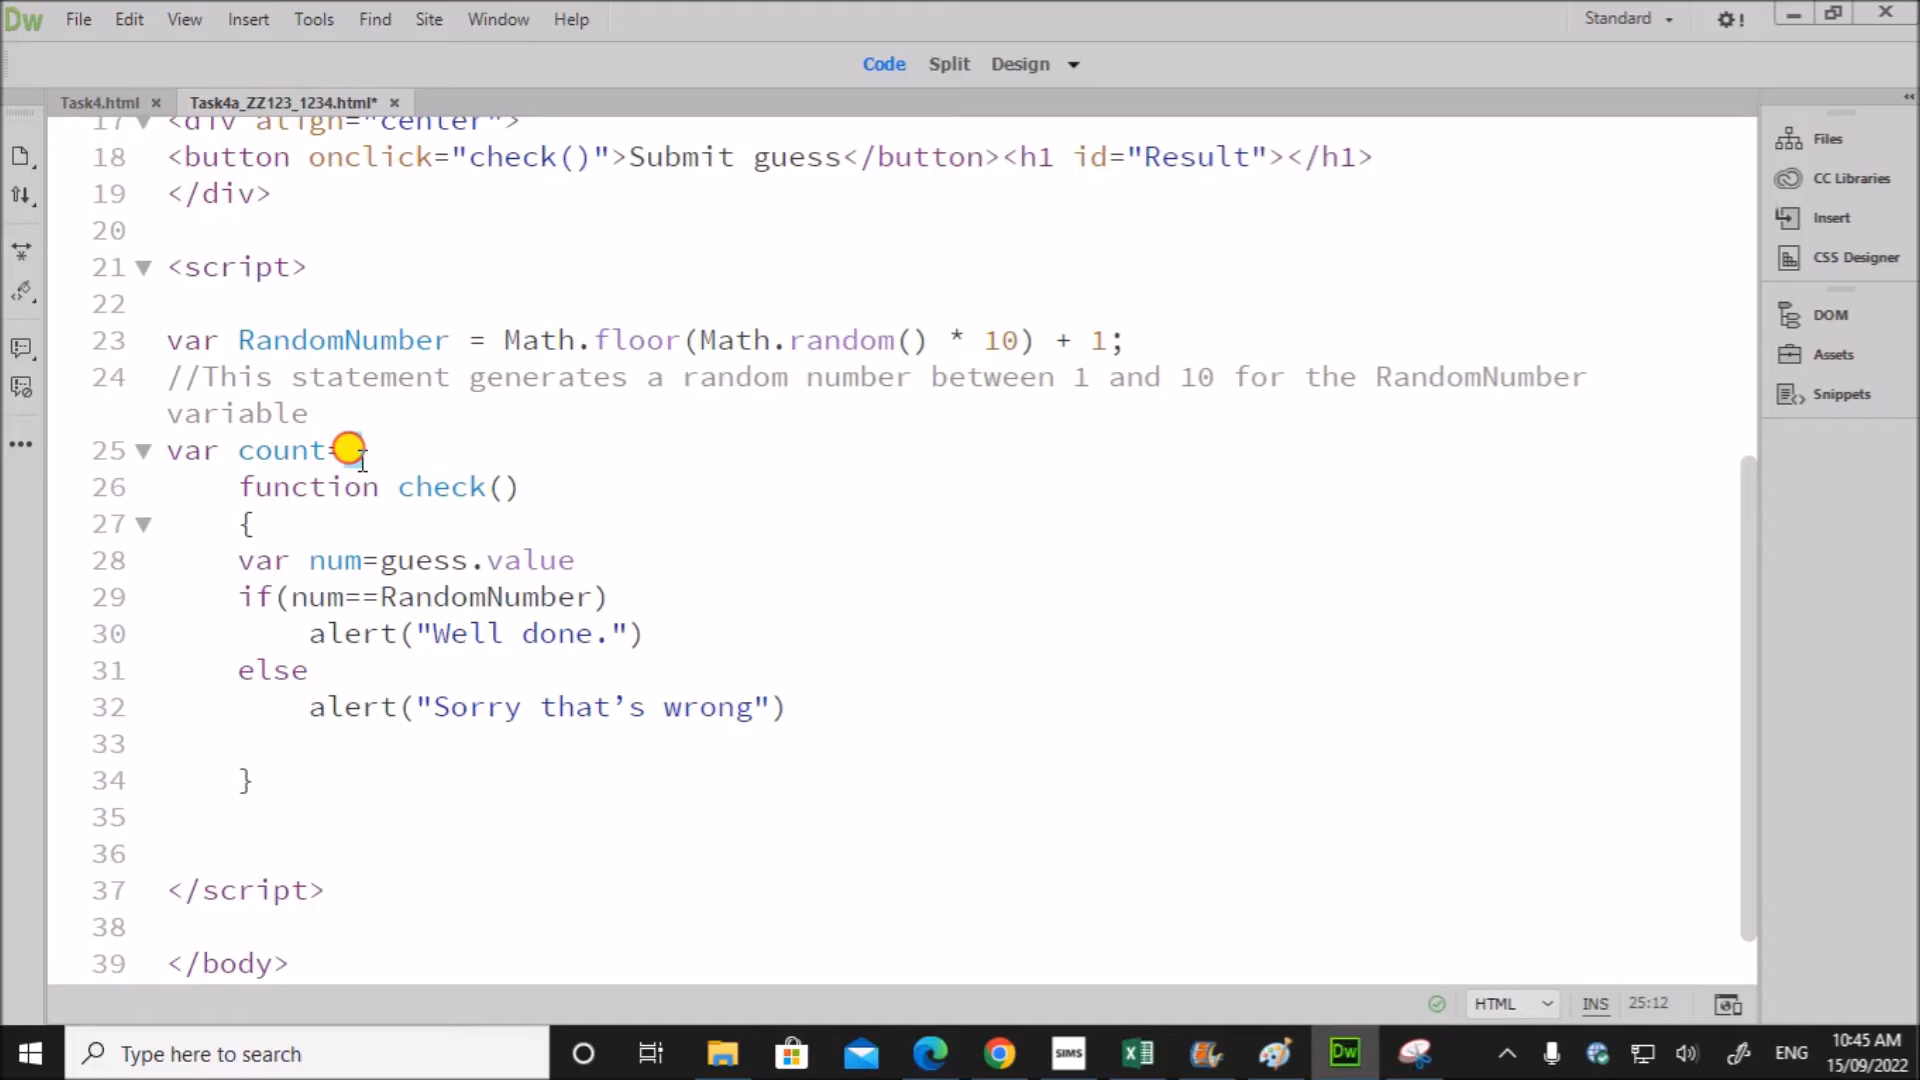 Dw File Edit View Insert Tools Find Site Window Help Standard
Code Split Design
Task4.html × Task4a_ZZ123_1234.html* ×
17 <div align="center">
18 <button onclick="check()">Submit guess</button><h1 id="Result"></h1>
19 </div>
20
21 <script>
22
23 var RandomNumber = Math.floor(Math.random() * 10) + 1;
24 //This statement generates a random number between 1 and 10 for the RandomNumber
variable
25 var count=
26 function check()
27 {
28 var num=guess.value
29 if(num==RandomNumber)
30 alert("Well done.")
31 else
32 alert("Sorry that’s wrong")
33
34 }
35
36
37 </script>
38
39 </body>
Files
CC Libraries
Insert
CSS Designer
DOM
Assets
Snippets
HTML INS 25:12
Type here to search
SIMS
Dw
ENG
10:45 AM
15/09/2022